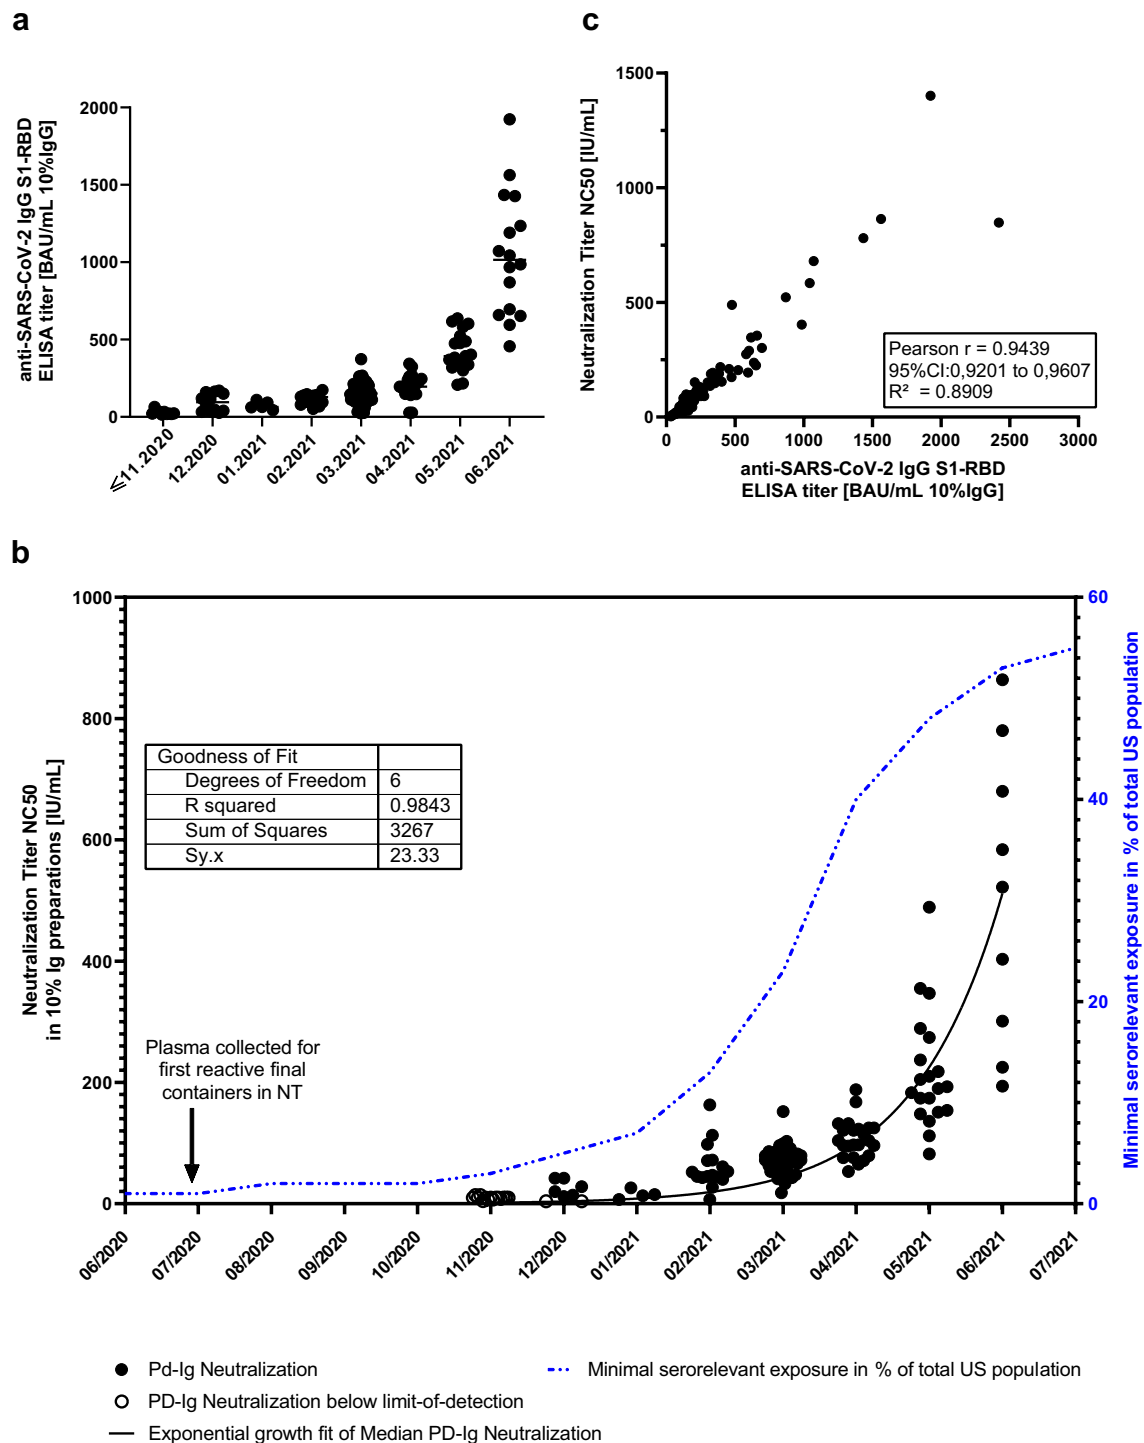 a
anti-SARS-CoV-2 IgG S1-RBD
ELISA titer [BAU/mL 10%IgG]
2000
1500
1000
500
0
⩽11.2020
12.2020
01.2021
02.2021
03.2021
04.2021
05.2021
06.2021
c
Neutralization Titer NC50 [IU/mL]
1500
1000
500
0
Pearson r = 0.9439
95%CI:0,9201 to 0,9607
R² = 0.8909
0
500
1000
1500
2000
2500
3000
anti-SARS-CoV-2 IgG S1-RBD
ELISA titer [BAU/mL 10%IgG]
b
Neutralization Titer NC50
in 10% Ig preparations [IU/mL]
1000
800
600
400
200
0
Goodness of Fit
Degrees of Freedom 6
R squared 0.9843
Sum of Squares 3267
Sy.x 23.33
Plasma collected for
first reactive final
containers in NT
60
40
20
0
Minimal serorelevant exposure in % of total US population
06/2020
07/2020
08/2020
09/2020
10/2020
11/2020
12/2020
01/2021
02/2021
03/2021
04/2021
05/2021
06/2021
07/2021
Pd-Ig Neutralization
Minimal serorelevant exposure in % of total US population
PD-Ig Neutralization below limit-of-detection
Exponential growth fit of Median PD-Ig Neutralization